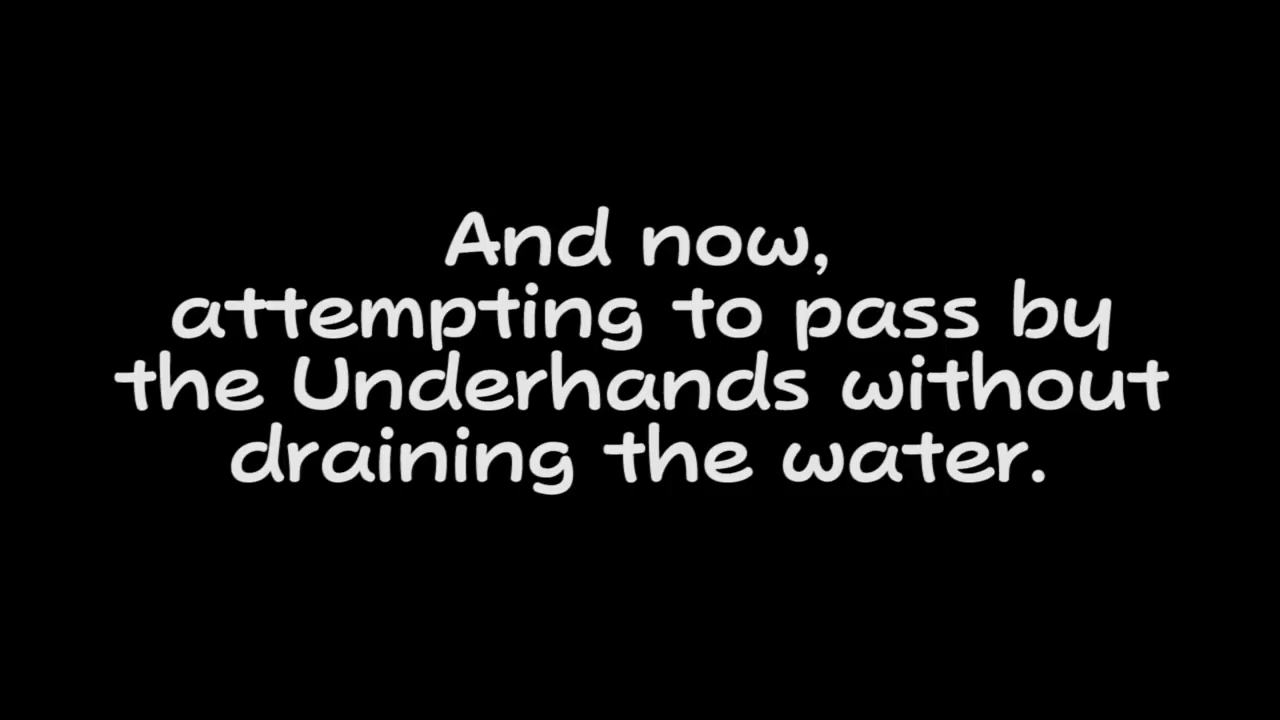 And now,
attempting to pass by
the Underhands without
draining the water.